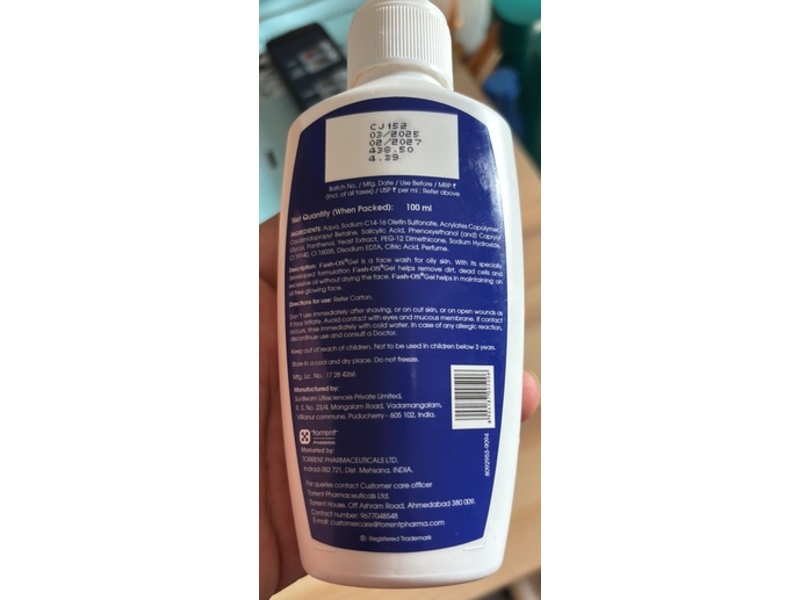 CJ152
03/2025
02/2027
438.50
4.39
Batch No. / Mfg. Date / Use Before / MRP ₹
(Incl. of all taxes) / USP ₹ per ml : Refer above
Net Quantity (When Packed): 100 ml
INGREDIENTS: Aqua, Sodium C14-16 Olefin Sulfonate, Acrylates Copolymer,
Cocamidopropyl Betaine, Salicylic Acid, Phenoxyethanol (and) Caprylyl
Glycol, Panthenol, Yeast Extract, PEG-12 Dimethicone, Sodium Hydroxide,
CI 19140, CI 16035, Disodium EDTA, Citric Acid, Perfume.
Description: Fash-OS®Gel is a face wash for oily skin. With its specially
developed formulation Fash-OS®Gel helps remove dirt, dead cells and
excessive oil without drying the face. Fash-OS®Gel helps in maintaining an
oil free glowing face.
Directions for use: Refer Carton.
Don't use immediately after shaving, or on cut skin, or on open wounds as
it may irritate. Avoid contact with eyes and mucous membrane. If contact
occurs, rinse immediately with cold water. In case of any allergic reaction,
discontinue use and consult a Doctor.
Keep out of reach of children. Not to be used in children below 3 years.
Store in a cool and dry place. Do not freeze.
Mfg. Lic. No.: 17 28 4266
Manufactured by:
SunBeam Lifesciences Private Limited,
R. S. No. 23/4, Mangalam Road, Vadamangalam,
Villianur commune, Puducherry - 605 102, India.
torrent
PHARMA
Marketed by:
TORRENT PHARMACEUTICALS LTD.
Indrad-382 721, Dist. Mehsana, INDIA.
8092953-9094
For queries contact Customer care officer
Torrent Pharmaceuticals Ltd.
Torrent House, Off Ashram Road, Ahmedabad 380 009.
Contact number: 9677048548
E-mail: customercare@torrentpharma.com
®: Registered Trademark